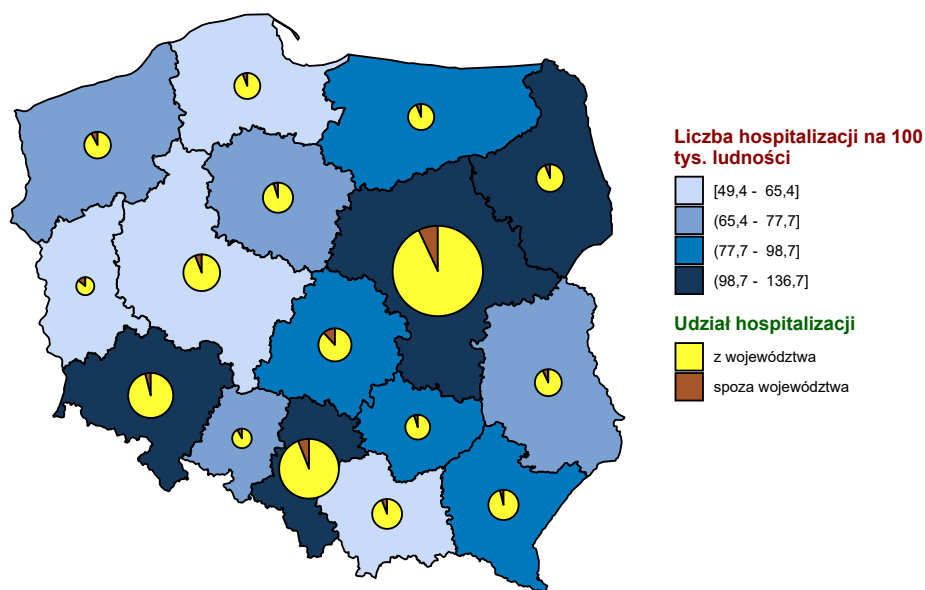 Liczba hospitalizacji na 100
tys. ludności
[49,4 - 65,4]
(65,4 - 77,7]
(77,7 - 98,7]
(98,7 - 136,7]
Udział hospitalizacji
z województwa
spoza województwa